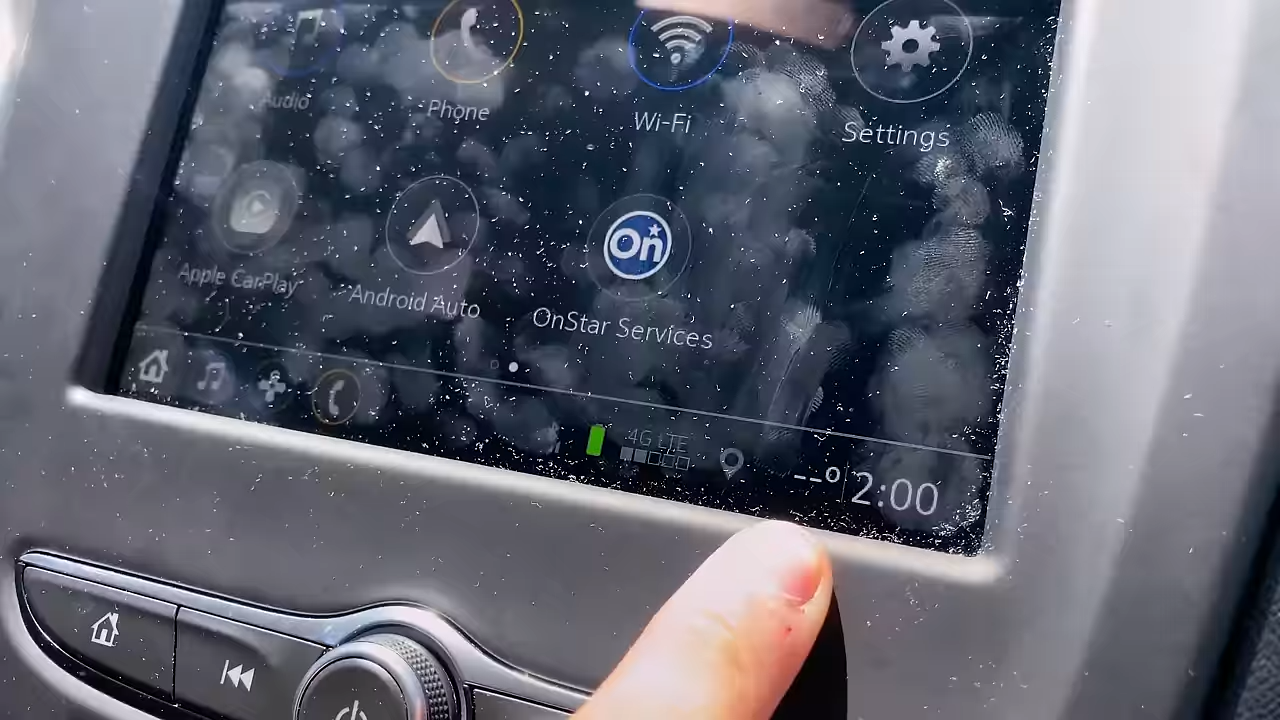 Audio
Phone
Wi-Fi
Settings
Apple CarPlay
Android Auto
On
OnStar Services
4G LTE
--° 2:00